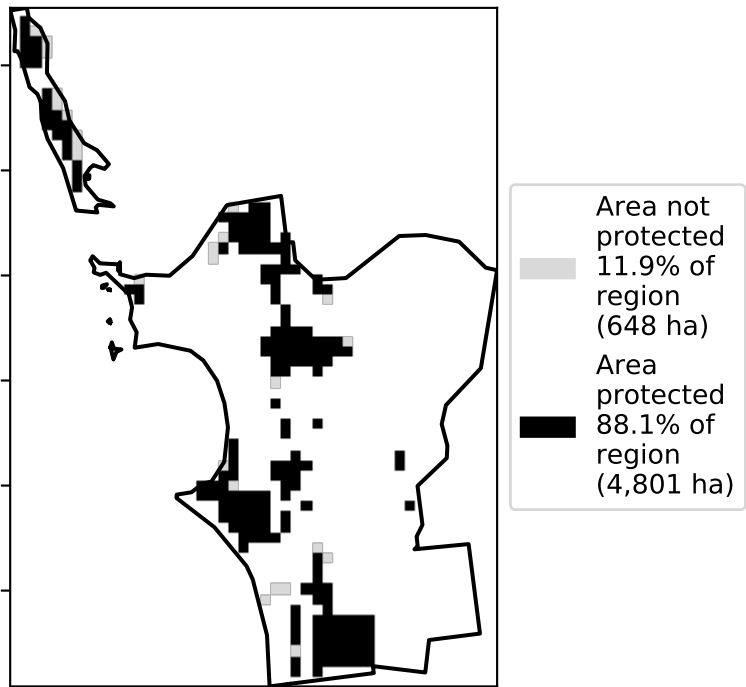 Area not
protected
11.9% of
region
(648 ha)
Area
protected
88.1% of
region
(4,801 ha)